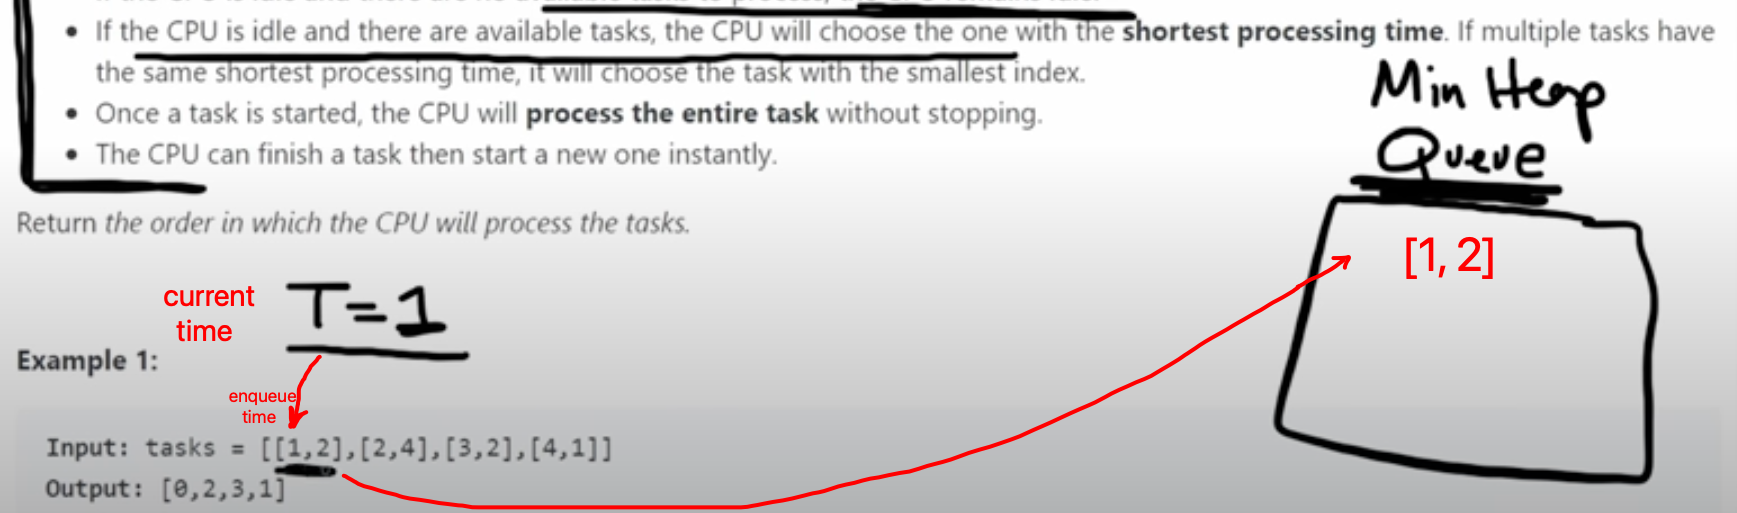 If the CPU is idle and there are available tasks, the CPU will choose the one with the shortest processing time. If multiple tasks have
the same shortest processing time, it will choose the task with the smallest index.
Once a task is started, the CPU will process the entire task without stopping.
The CPU can finish a task then start a new one instantly.
Return the order in which the CPU will process the tasks.
Min Heap
Queue
[1, 2]
current
time
T=1
Example 1:
enqueue
time
Input: tasks = [[1,2],[2,4],[3,2],[4,1]]
Output: [0,2,3,1]